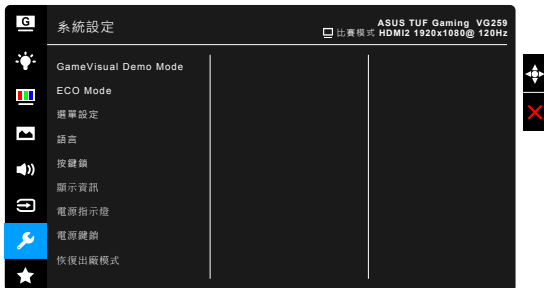 G
系統設定
ASUS TUF Gaming VG259
比賽模式 HDMI2 1920x1080@ 120Hz
GameVisual Demo Mode
ECO Mode
選單設定
語言
按鍵鎖
顯示資訊
電源指示燈
電源鍵鎖
恢復出廠模式